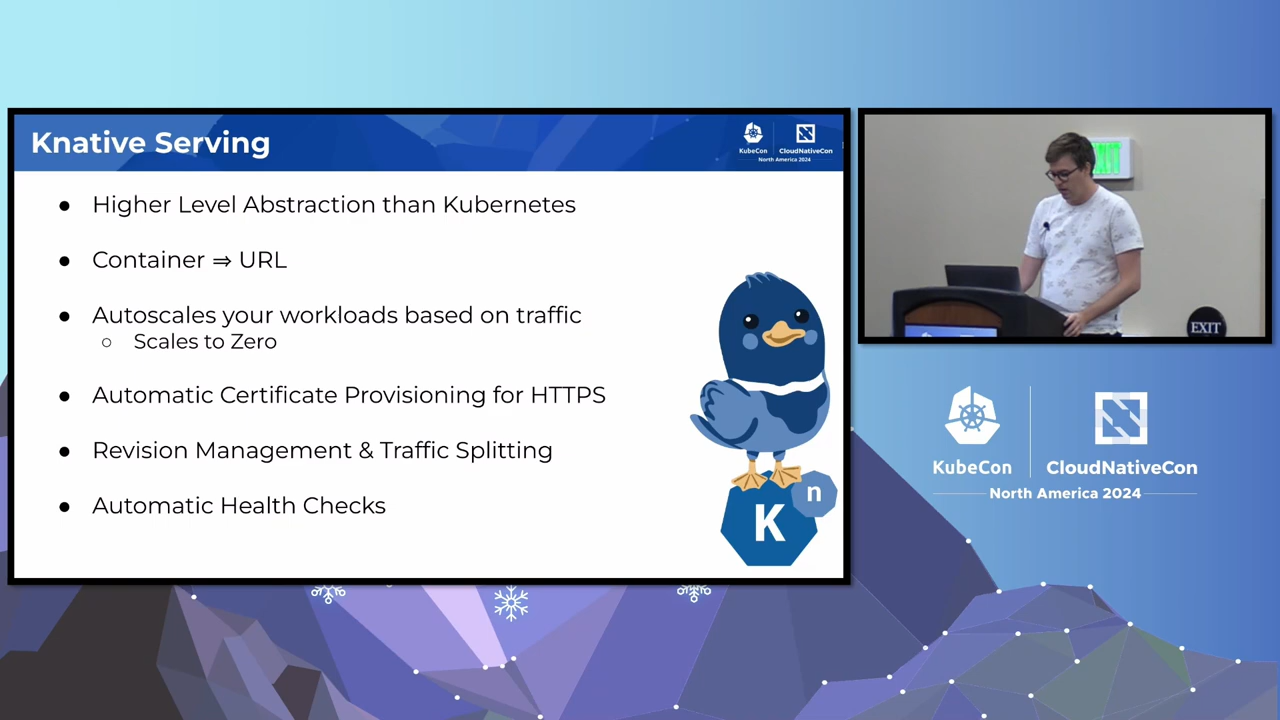 Knative Serving
KubeCon
CloudNativeCon
North America 2024
● Higher Level Abstraction than Kubernetes
● Container ⇒ URL
● Autoscales your workloads based on traffic
○ Scales to Zero
● Automatic Certificate Provisioning for HTTPS
● Revision Management & Traffic Splitting
● Automatic Health Checks
n
K
EXIT
EXIT
KubeCon
CloudNativeCon
North America 2024